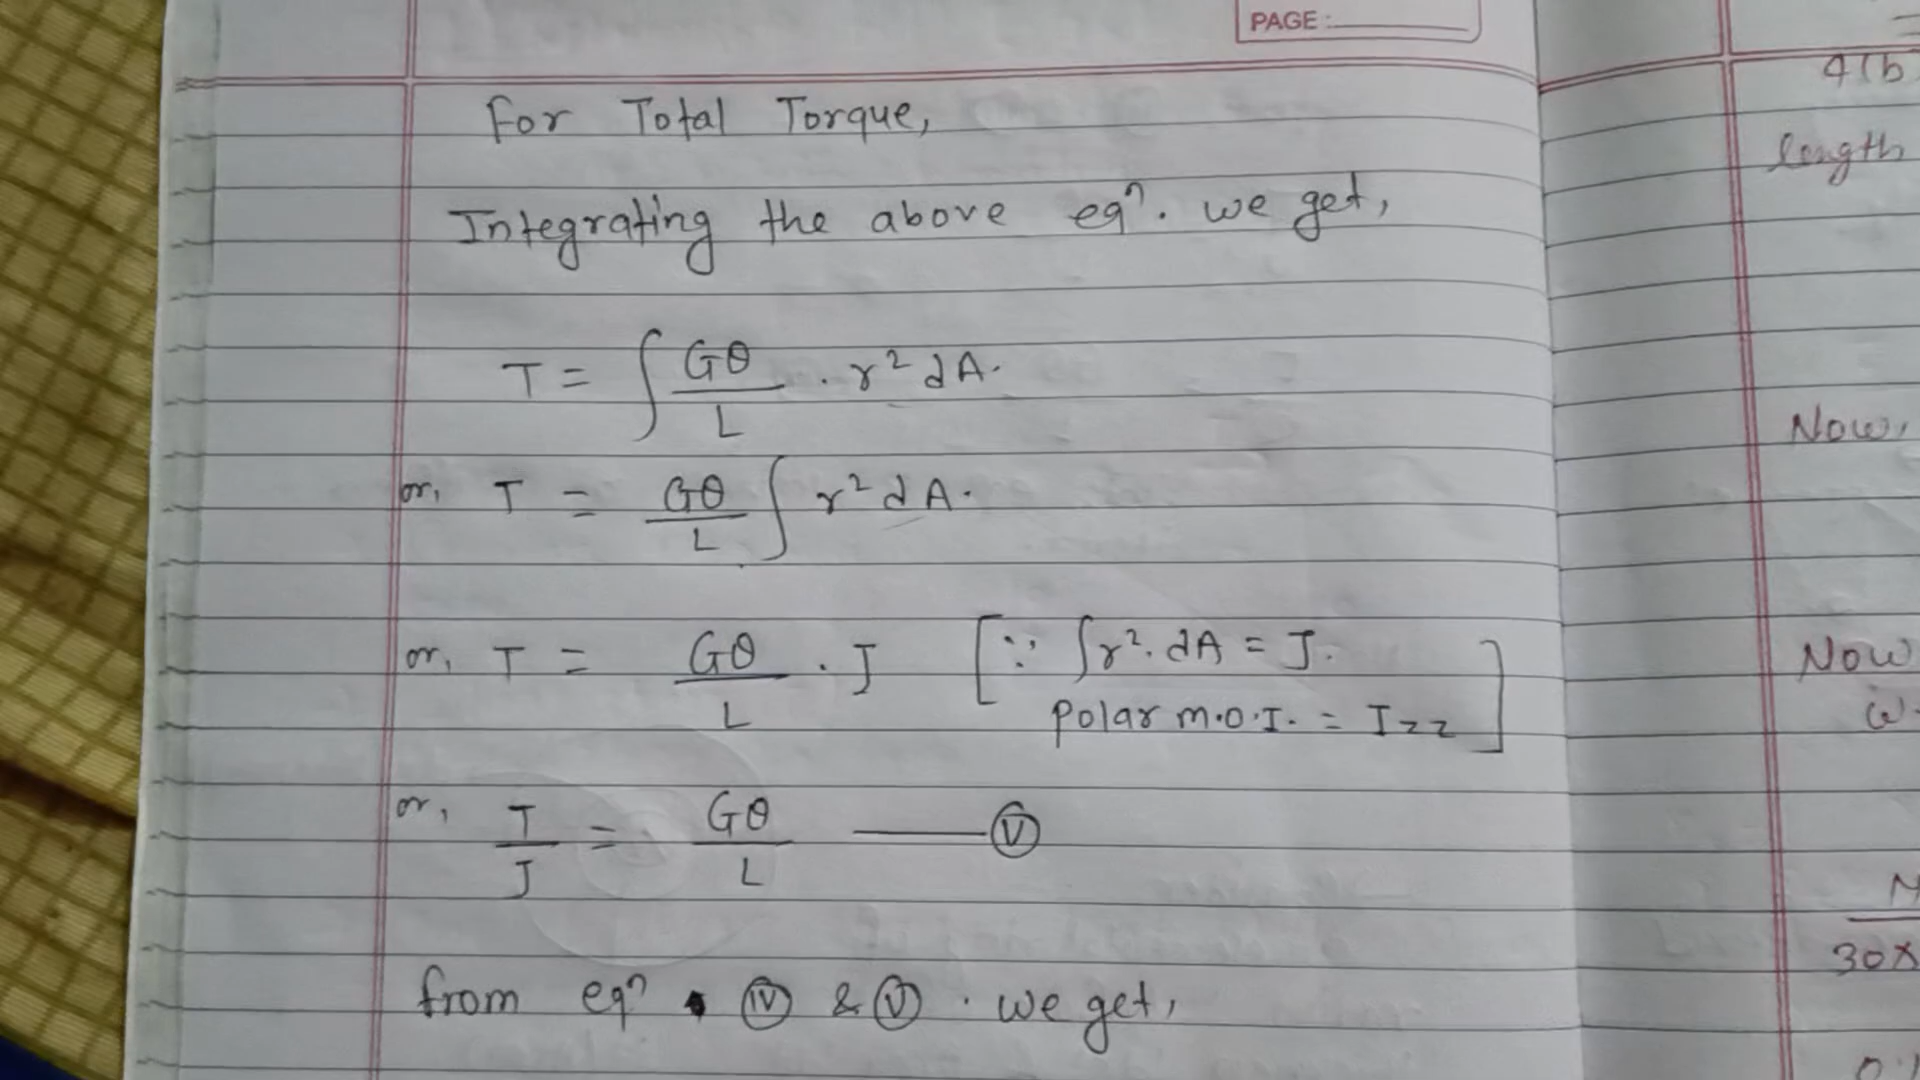 PAGE:
For Total Torque,
Integrating the above eqⁿ. we get,
T = ∫ Gθ/L . r² dA.
or, T = Gθ/L ∫ r² dA.
or, T = Gθ/L . J [∵ ∫r². dA = J.
polar m.o.I. = Izz]
or, T/J = Gθ/L —— Ⓥ
from eqⁿ ⓘⓥ & Ⓥ . we get,
length
Now,
Now
30x